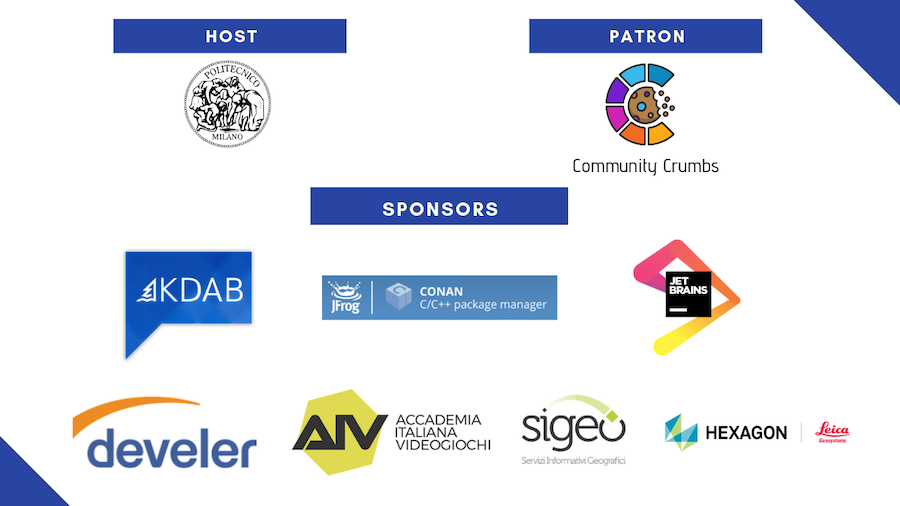 HOST
PATRON
POLITECNICO
MILANO
Community Crumbs
SPONSORS
KDAB
JFrog
CONAN
C/C++ package manager
JET
BRAINS
develer
AIV
ACCADEMIA
ITALIANA
VIDEOGIOCHI
sigeo
Servizi Informativi Geografici
HEXAGON
Leica
Geosystems